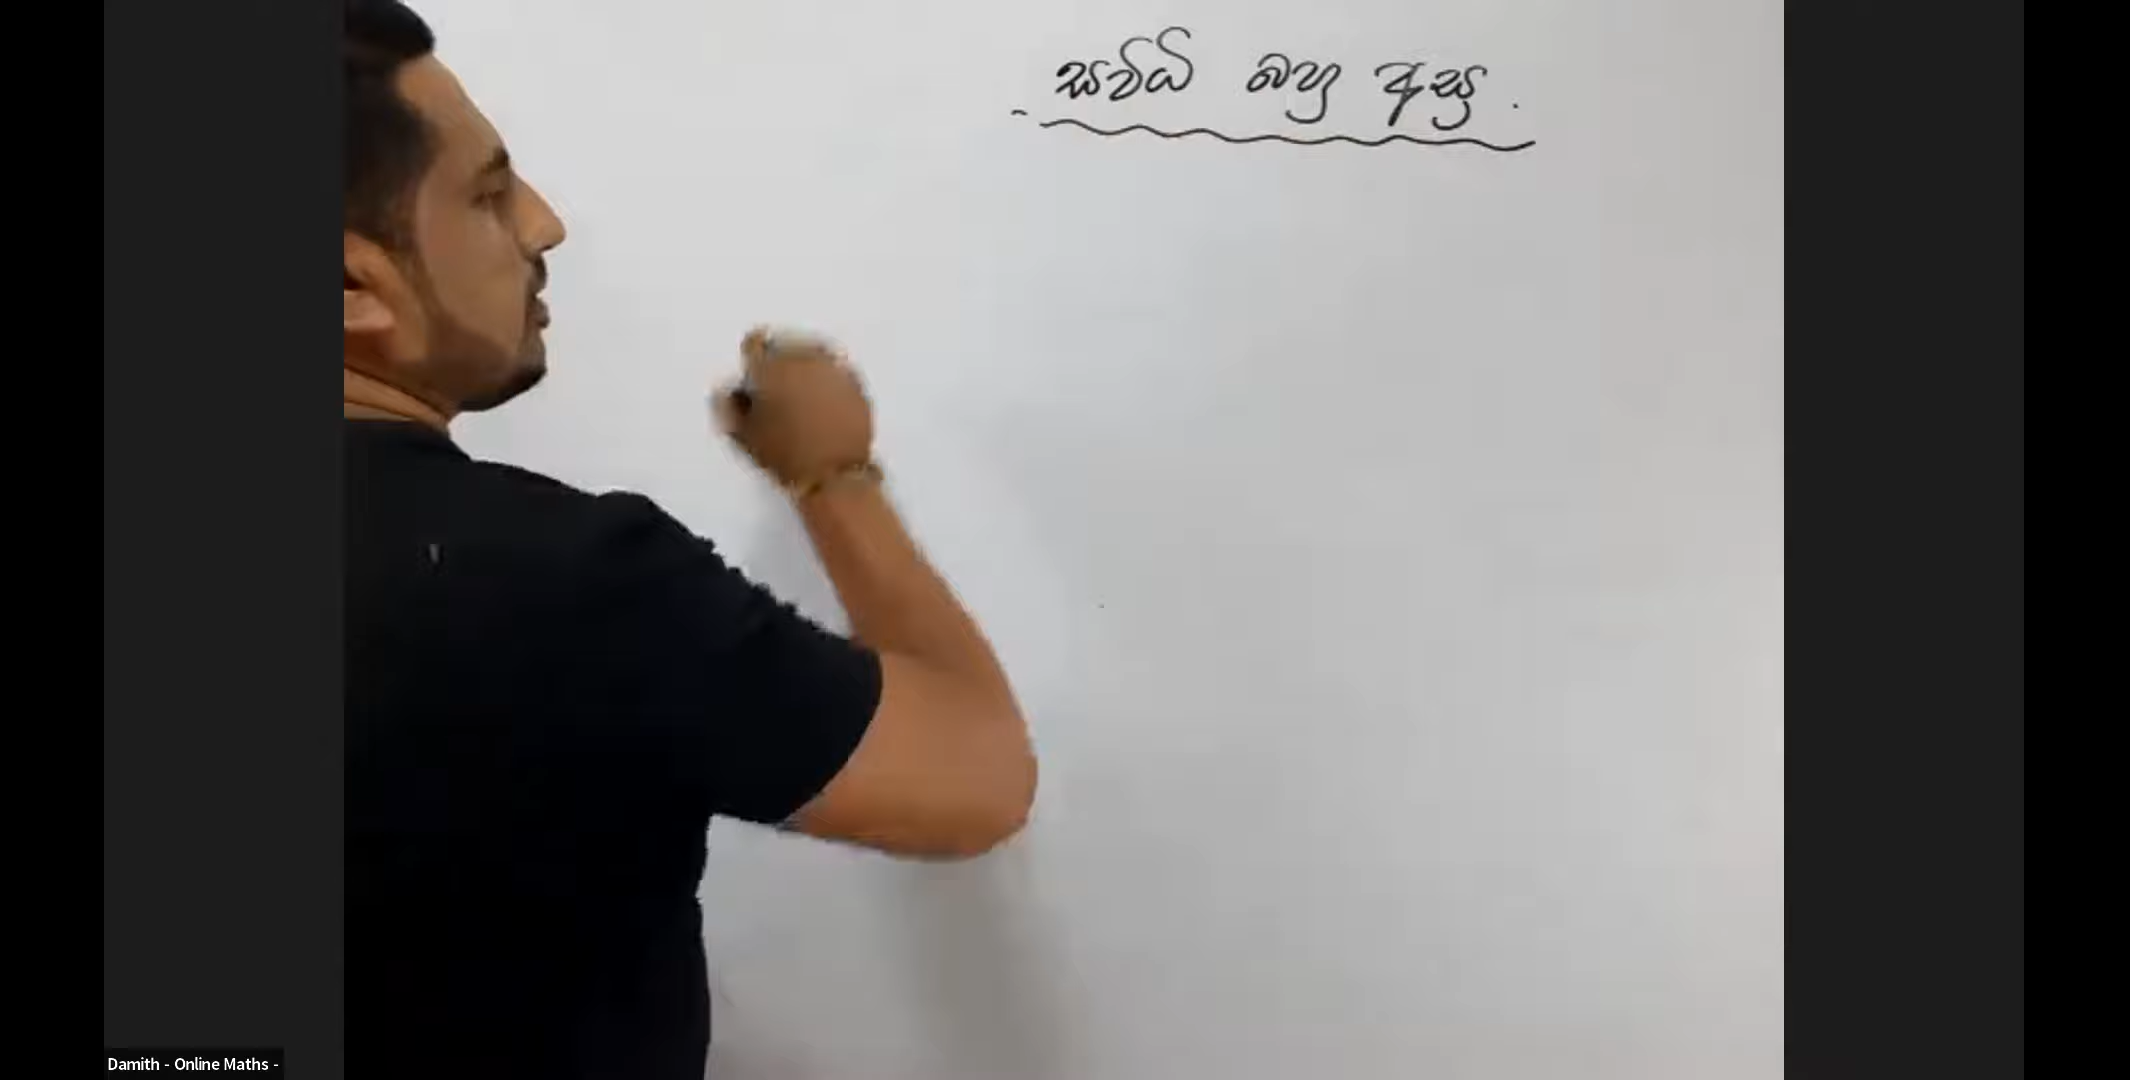 සවිධි බහු අස්‍ර .
Damith - Online Maths -